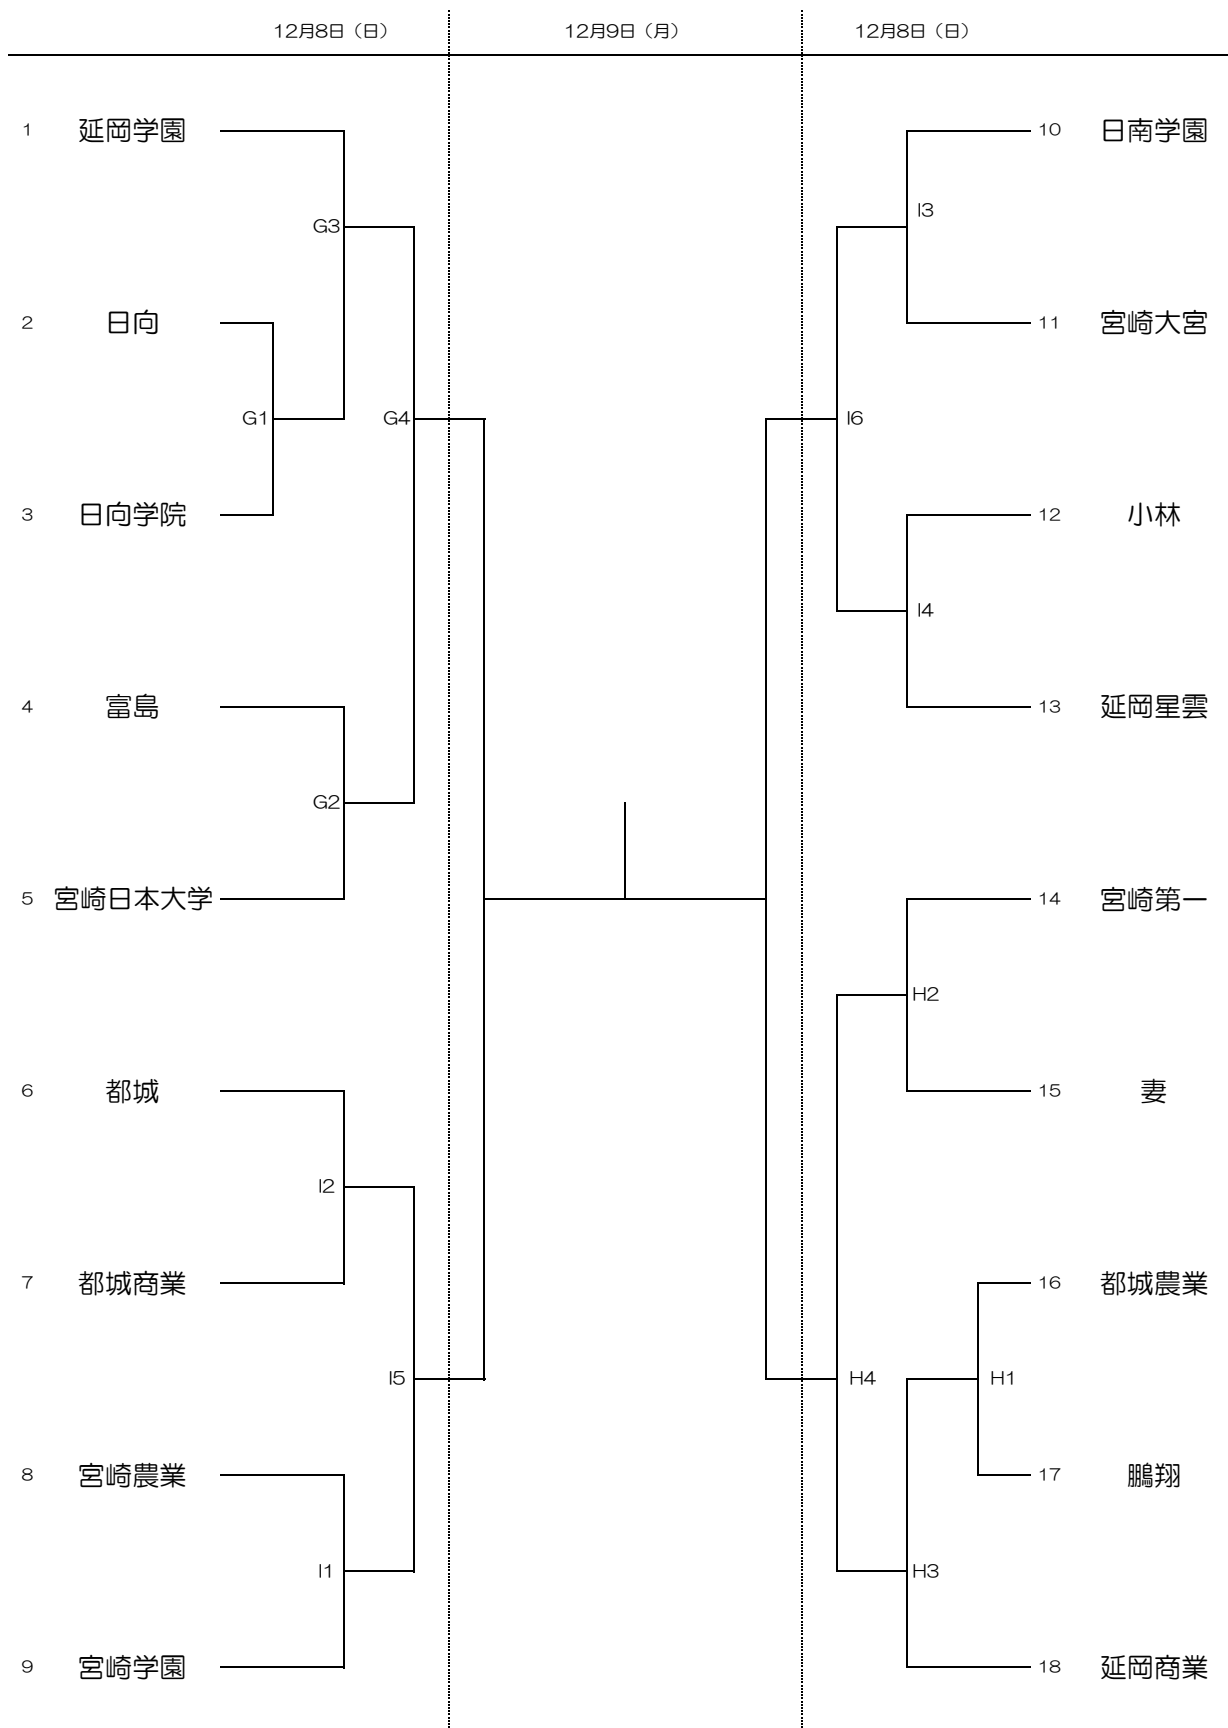 12月8日（日） 12月9日（月） 12月8日（日）
1 延岡学園 10 日南学園
I3
G3
2 日向 11 宮崎大宮
G1 G4 I6
3 日向学院 12 小林
I4
4 富島 13 延岡星雲
G2
5 宮崎日本大学 14 宮崎第一
H2
6 都城 15 妻
I2
7 都城商業 16 都城農業
I5 H4 H1
8 宮崎農業 17 鵬翔
I1 H3
9 宮崎学園 18 延岡商業